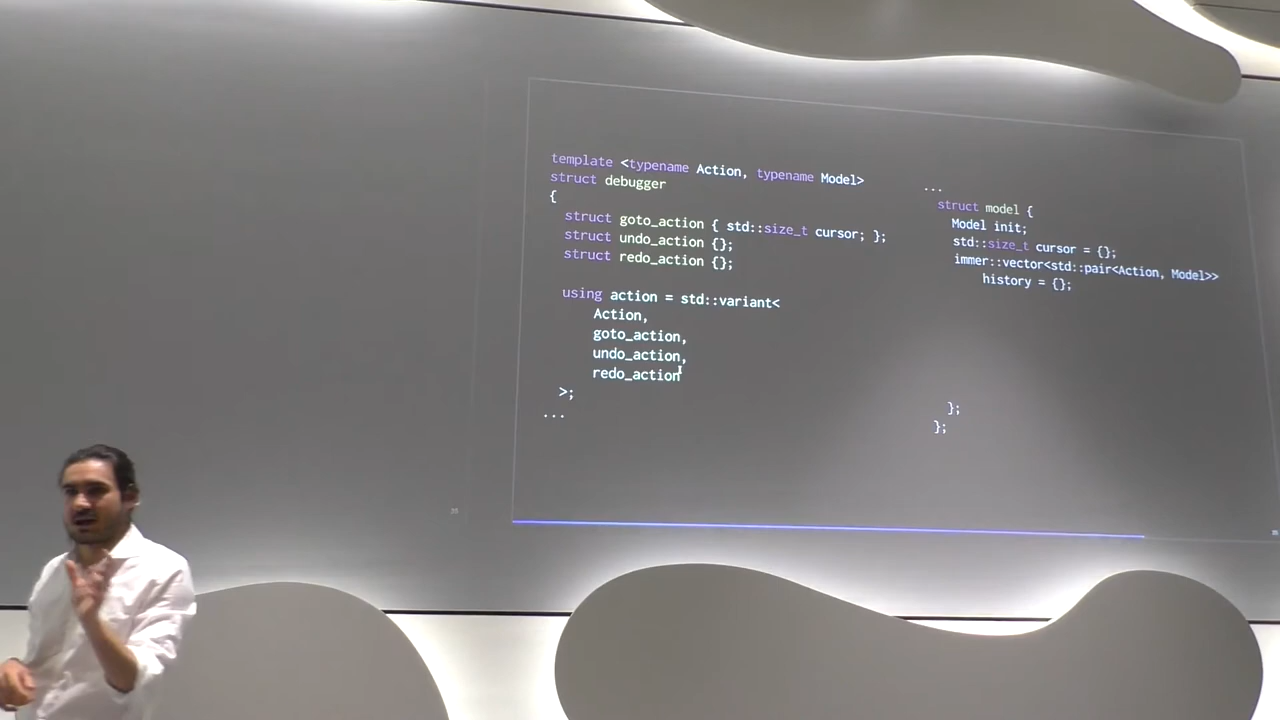 template <typename Action, typename Model>
struct debugger
{
struct goto_action { std::size_t cursor; };
struct undo_action {};
struct redo_action {};
using action = std::variant<
Action,
goto_action,
undo_action,
redo_action
>;
...
...
struct model {
Model init;
std::size_t cursor = {};
immer::vector<std::pair<Action, Model>>
history = {};
};
};